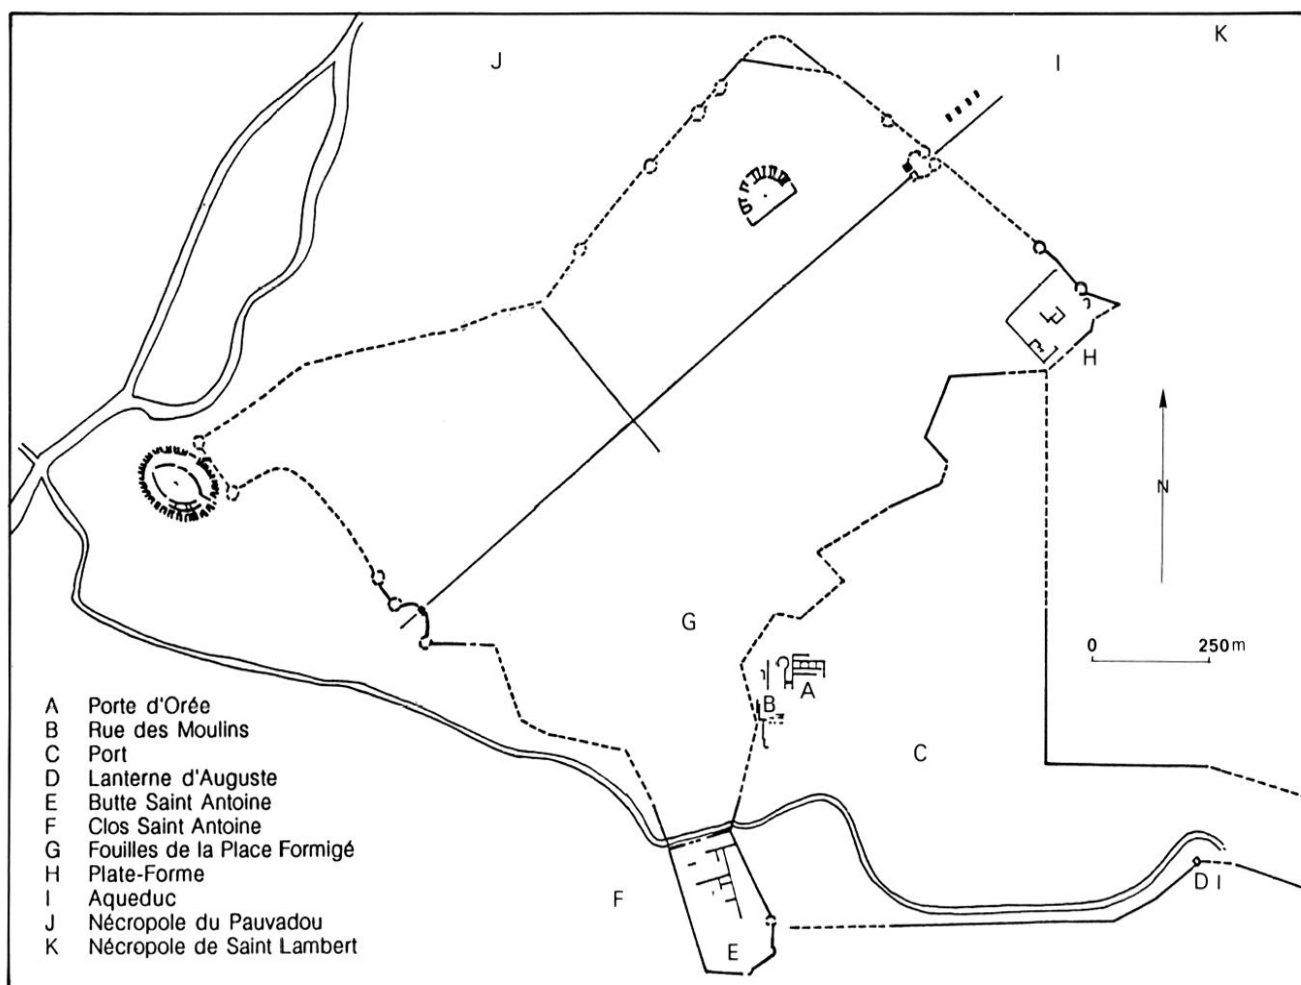 J
I
K
H
N
0 250 m
G
A
B
C
F
E
D I
A Porte d'Orée
B Rue des Moulins
C Port
D Lanterne d'Auguste
E Butte Saint Antoine
F Clos Saint Antoine
G Fouilles de la Place Formigé
H Plate-Forme
I Aqueduc
J Nécropole du Pauvadou
K Nécropole de Saint Lambert